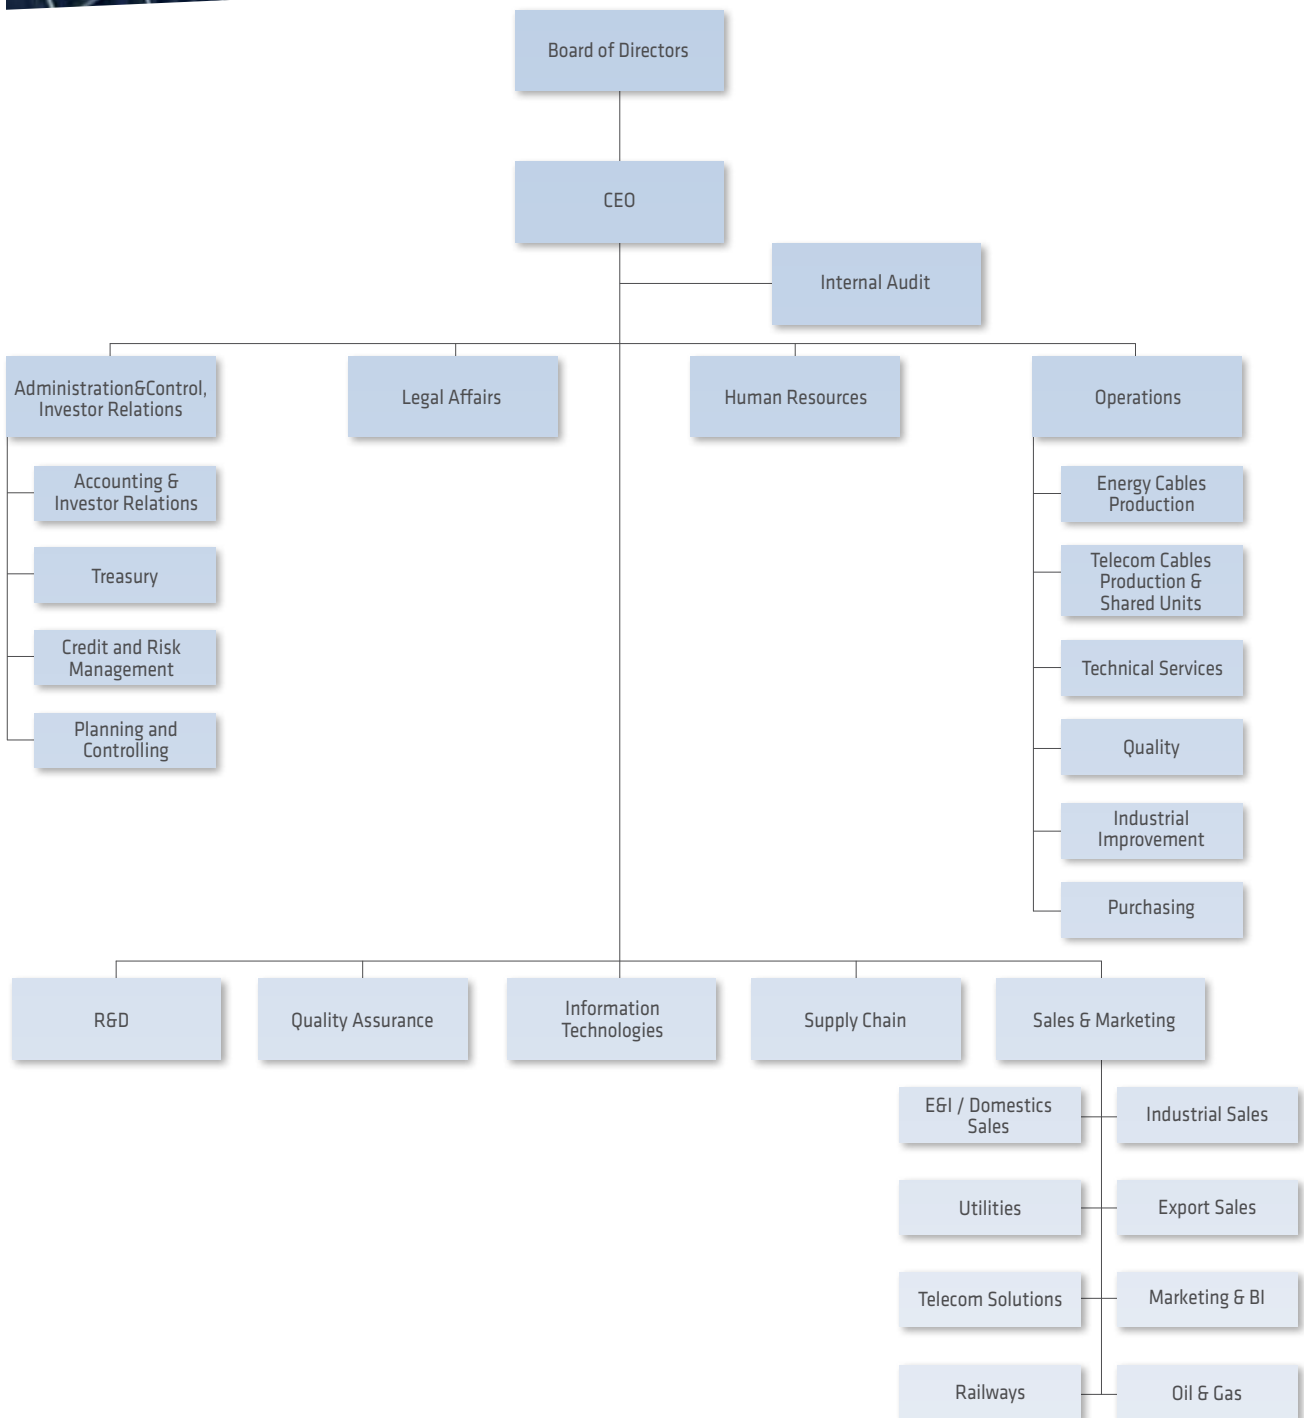 Board of Directors
CEO
Internal Audit
Administration&Control,
Investor Relations
Legal Affairs
Human Resources
Operations
Accounting &
Investor Relations
Treasury
Credit and Risk
Management
Planning and
Controlling
Energy Cables
Production
Telecom Cables
Production &
Shared Units
Technical Services
Quality
Industrial
Improvement
Purchasing
R&D
Quality Assurance
Information
Technologies
Supply Chain
Sales & Marketing
E&I / Domestics
Sales
Industrial Sales
Utilities
Export Sales
Telecom Solutions
Marketing & BI
Railways
Oil & Gas